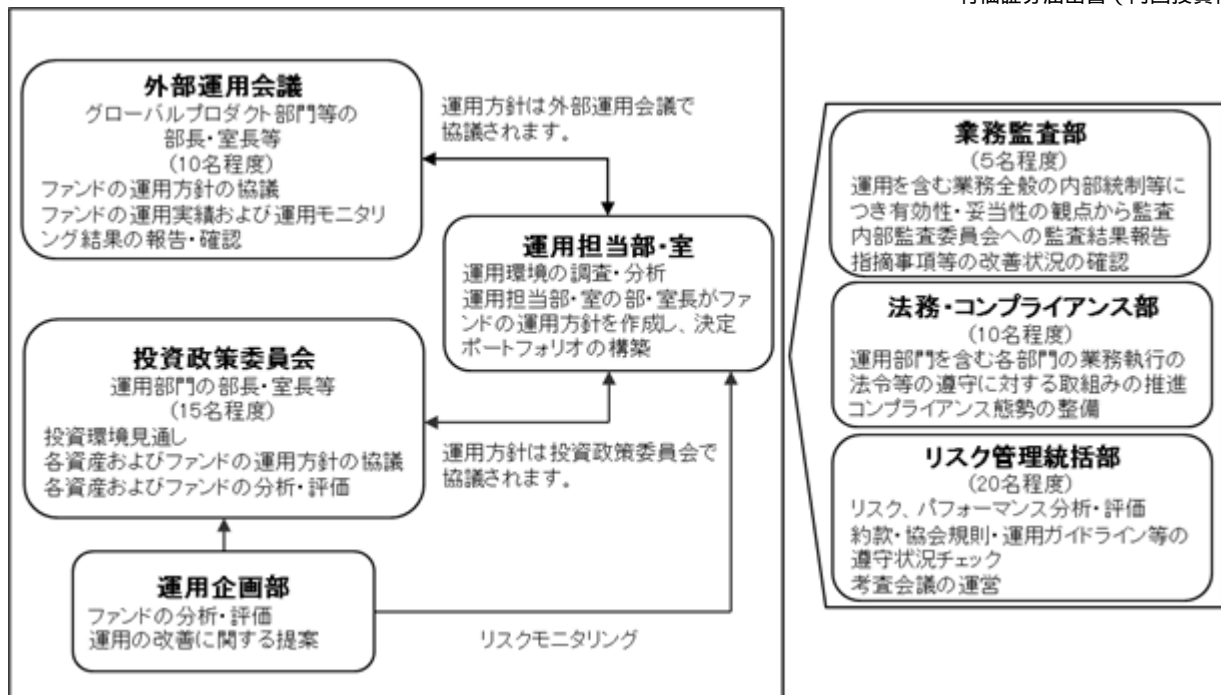 外部運用会議
グローバルプロダクト部門等の
部長・室長等
(10名程度)
ファンドの運用方針の協議
ファンドの運用実績および運用モニタリ
ング結果の報告・確認
運用方針は外部運用会議で
協議されます。
運用担当部・室
運用環境の調査・分析
運用担当部・室の部・室長がファ
ンドの運用方針を作成し、決定
ポートフォリオの構築
投資政策委員会
運用部門の部長・室長等
(15名程度)
投資環境見通し
各資産およびファンドの運用方針の協議
各資産およびファンドの分析・評価
運用方針は投資政策委員会で
協議されます。
運用企画部
ファンドの分析・評価
運用の改善に関する提案
リスクモニタリング
業務監査部
(5名程度)
運用を含む業務全般の内部統制等に
つき有効性・妥当性の観点から監査
内部監査委員会への監査結果報告
指摘事項等の改善状況の確認
法務・コンプライアンス部
(10名程度)
運用部門を含む各部門の業務執行の
法令等の遵守に対する取組みの推進
コンプライアンス態勢の整備
リスク管理統括部
(20名程度)
リスク、パフォーマンス分析・評価
約款・協会規則・運用ガイドライン等の
遵守状況チェック
考査会議の運営